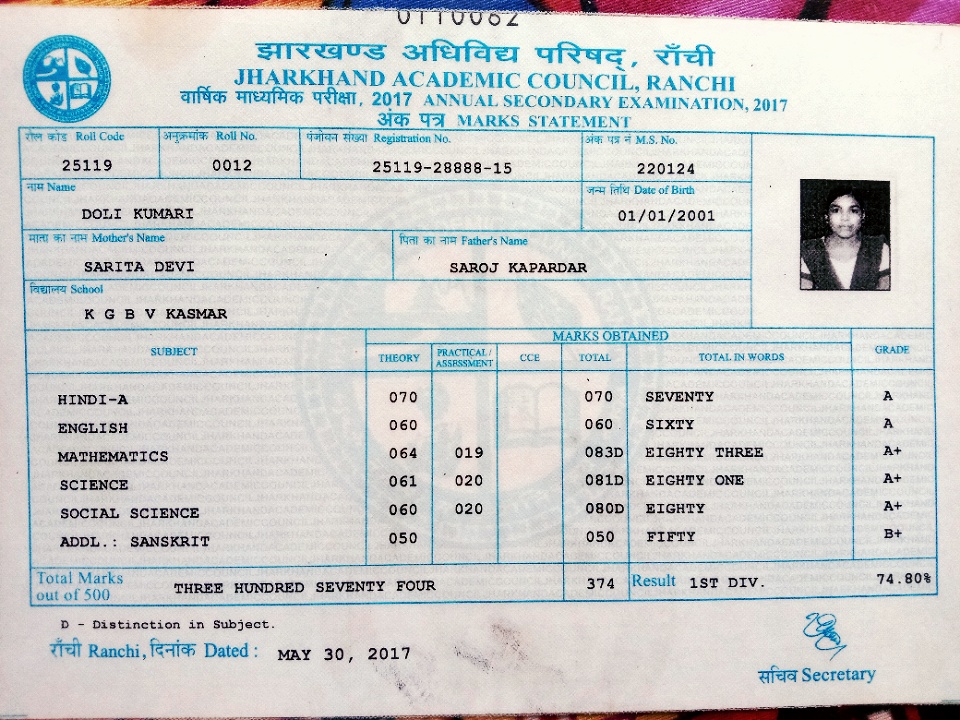 0110062
झारखण्ड अधिविद्य परिषद्, राँची
JHARKHAND ACADEMIC COUNCIL, RANCHI
वार्षिक माध्यमिक परीक्षा, 2017 ANNUAL SECONDARY EXAMINATION, 2017
अंक पत्र MARKS STATEMENT
रोल कोड Roll Code अनुक्रमांक Roll No. पंजीयन संख्या Registration No. अंक पत्र नं M.S. No.
25119 0012 25119-28888-15 220124
नाम Name जन्म तिथि Date of Birth
DOLI KUMARI 01/01/2001
माता का नाम Mother's Name पिता का नाम Father's Name
SARITA DEVI SAROJ KAPARDAR
विद्यालय School
K G B V KASMAR
MARKS OBTAINED
SUBJECT THEORY PRACTICAL/ ASSESSMENT CCE TOTAL TOTAL IN WORDS GRADE
HINDI-A 070 070 SEVENTY A
ENGLISH 060 060 SIXTY A
MATHEMATICS 064 019 083D EIGHTY THREE A+
SCIENCE 061 020 081D EIGHTY ONE A+
SOCIAL SCIENCE 060 020 080D EIGHTY A+
ADDL.: SANSKRIT 050 050 FIFTY B+
Total Marks out of 500 THREE HUNDRED SEVENTY FOUR 374 Result 1ST DIV. 74.80%
D - Distinction in Subject.
राँची Ranchi, दिनांक Dated : MAY 30, 2017
सचिव Secretary